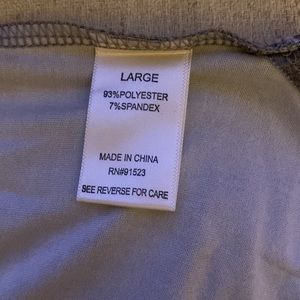 LARGE
93%POLYESTER
7%SPANDEX
MADE IN CHINA
RN#91523
SEE REVERSE FOR CARE